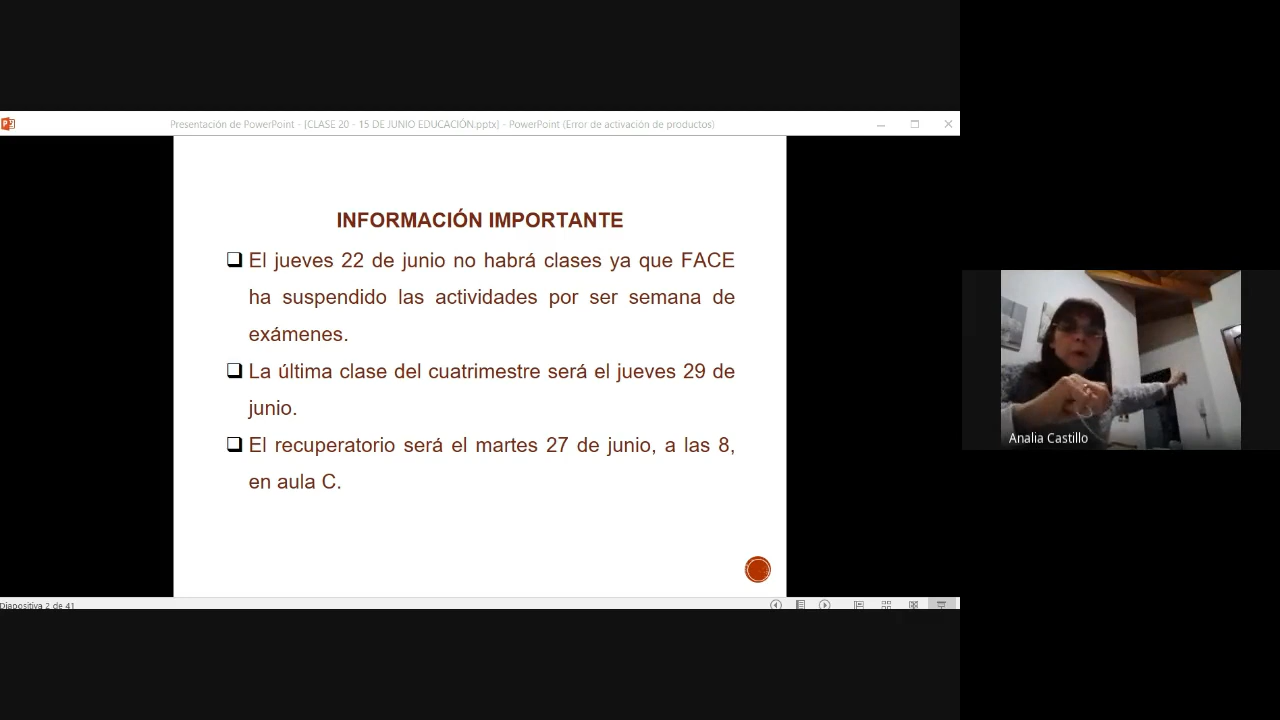 Presentación de PowerPoint - [CLASE 20 - 15 DE JUNIO EDUCACIÓN.pptx] - PowerPoint (Error de activación de productos)
INFORMACIÓN IMPORTANTE
El jueves 22 de junio no habrá clases ya que FACE
ha suspendido las actividades por ser semana de
exámenes.
La última clase del cuatrimestre será el jueves 29 de
junio.
El recuperatorio será el martes 27 de junio, a las 8,
en aula C.
Diapositiva 2 de 41
Analia Castillo